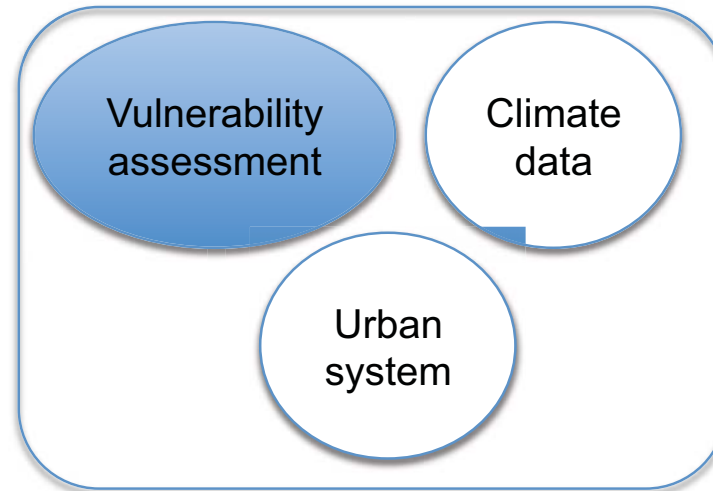 Vulnerability
assessment
Climate
data
Urban
system